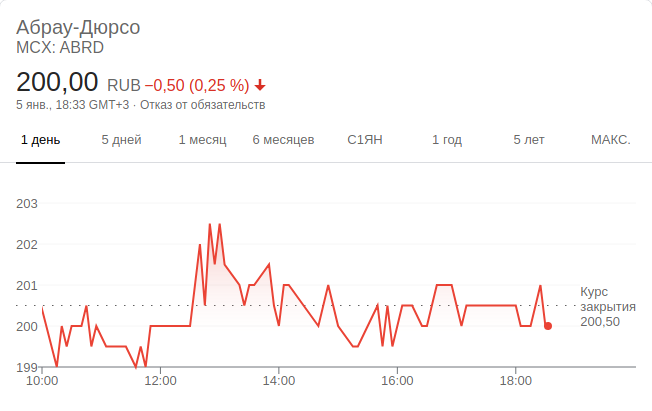 Абрау-Дюрсо
MCX: ABRD
200,00 RUB −0,50 (0,25 %)
5 янв., 18:33 GMT+3 · Отказ от обязательств
1 день 5 дней 1 месяц 6 месяцев С1ЯН 1 год 5 лет МАКС.
203
202
201
200
199
Курс
закрытия
200,50
10:00 12:00 14:00 16:00 18:00